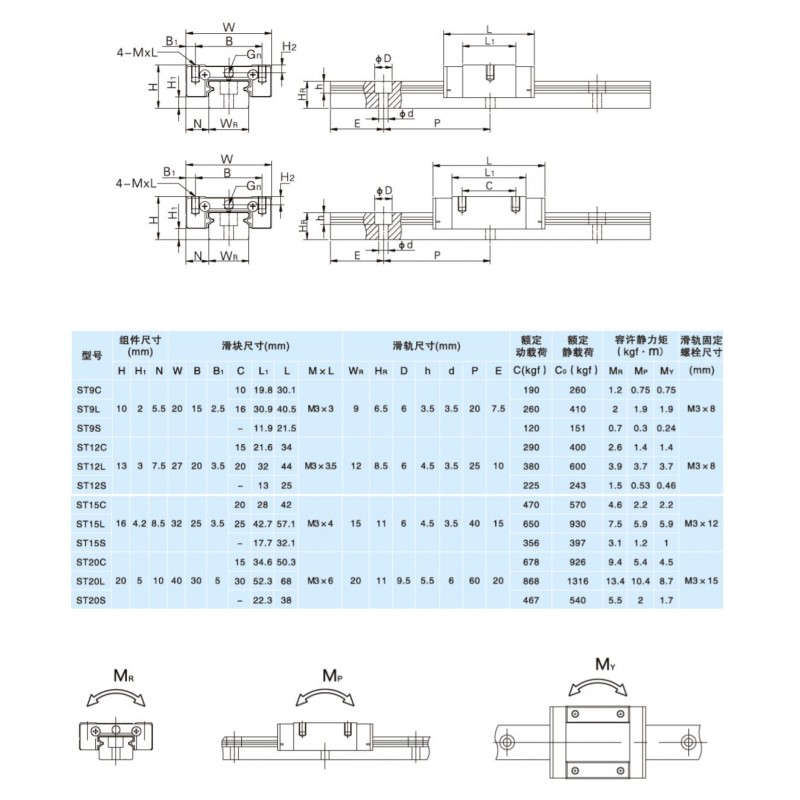 W
B₁ B H₂
4-MxL Gn
H H₁
N WR
L
L₁
φD
HR h
φd
E P
W
B₁ B H₂
4-MxL Gn
H H₁
N WR
L
L₁
C
φD
HR h
φd
E P
型号 组件尺寸(mm) 滑块尺寸(mm) 滑轨尺寸(mm) 额定动载荷 额定静载荷 容许静力矩(kgf·m) 滑轨固定螺栓尺寸
H H₁ N W B B₁ C L₁ L M×L WR HR D h d P E C(kgf) C₀(kgf) MR MP MY (mm)
ST9C 10 19.8 30.1 190 260 1.2 0.75 0.75
ST9L 10 2 5.5 20 15 2.5 16 30.9 40.5 M3×3 9 6.5 6 3.5 3.5 20 7.5 260 410 2 1.9 1.9 M3×8
ST9S - 11.9 21.5 120 151 0.7 0.3 0.24
ST12C 15 21.6 34 290 400 2.6 1.4 1.4
ST12L 13 3 7.5 27 20 3.5 20 32 44 M3×3.5 12 8.5 6 4.5 3.5 25 10 380 600 3.9 3.7 3.7 M3×8
ST12S - 13 25 225 243 1.5 0.53 0.46
ST15C 20 28 42 470 570 4.6 2.2 2.2
ST15L 16 4.2 8.5 32 25 3.5 25 42.7 57.1 M3×4 15 11 6 4.5 3.5 40 15 650 930 7.5 5.9 5.9 M3×12
ST15S - 17.7 32.1 356 397 3.1 1.2 1
ST20C 15 34.6 50.3 678 926 9.4 5.4 4.5
ST20L 20 5 10 40 30 5 30 52.3 68 M3×6 20 11 9.5 5.5 6 60 20 868 1316 13.4 10.4 8.7 M3×15
ST20S - 22.3 38 467 540 5.5 2 1.7
MR MP MY